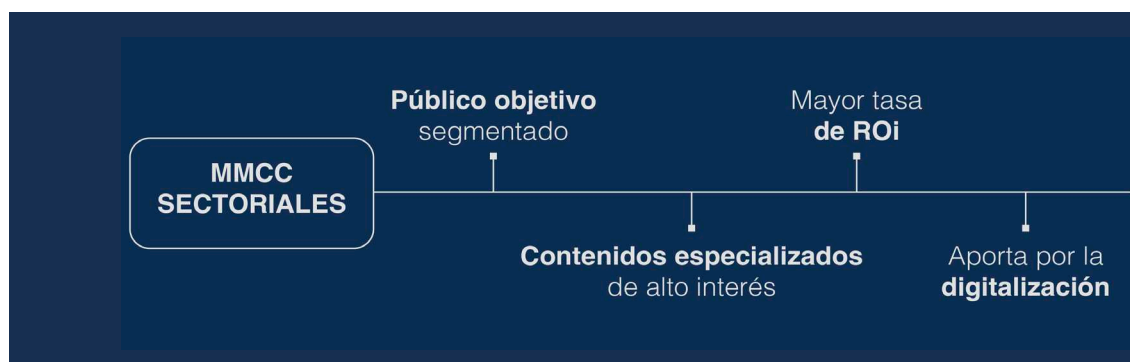 MMCC
SECTORIALES
Público objetivo
segmentado
Contenidos especializados
de alto interés
Mayor tasa
de ROi
Aporta por la
digitalización